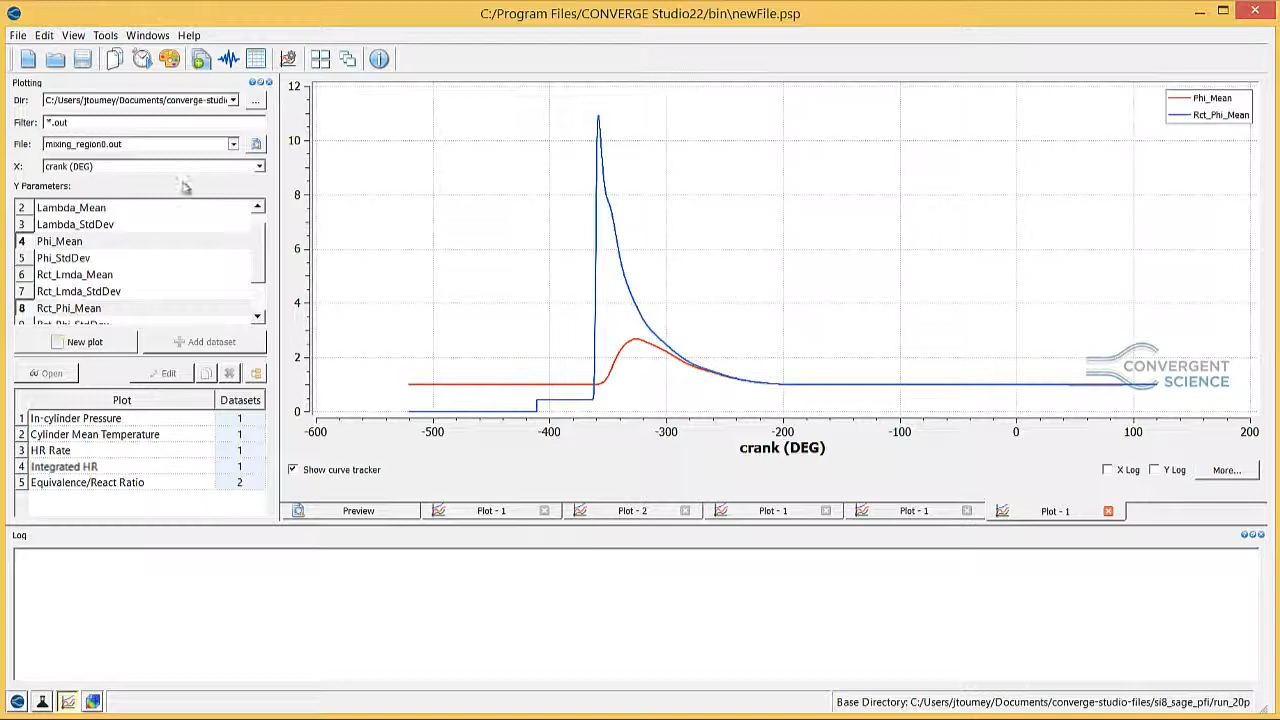 C:/Program Files/CONVERGE Studio22/bin\newFile.psp
File Edit View Tools Windows Help
Plotting
Dir: C:/Users/jtoumey/Documents/converge-studi
...
Filter: *.out
File: mixing_region0.out
X: crank (DEG)
Y Parameters:
2 Lambda_Mean
3 Lambda_StdDev
4 Phi_Mean
5 Phi_StdDev
6 Rct_Lmda_Mean
7 Rct_Lmda_StdDev
8 Rct_Phi_Mean
9 Rct_Phi_StdDev
New plot
Add dataset
Open
Edit
Plot Datasets
1 In-cylinder Pressure 1
2 Cylinder Mean Temperature 1
3 HR Rate 1
4 Integrated HR 1
5 Equivalence/React Ratio 2
12
10
8
6
4
2
0
-600 -500 -400 -300 -200 -100 0 100 200
crank (DEG)
Phi_Mean
Rct_Phi_Mean
CONVERGENT
SCIENCE
Show curve tracker
X Log
Y Log
More...
Preview
Plot - 1
Plot - 2
Plot - 1
Plot - 1
Plot - 1
Log
Base Directory: C:/Users/jtoumey/Documents/converge-studio-files/si8_sage_pfi/run_20p